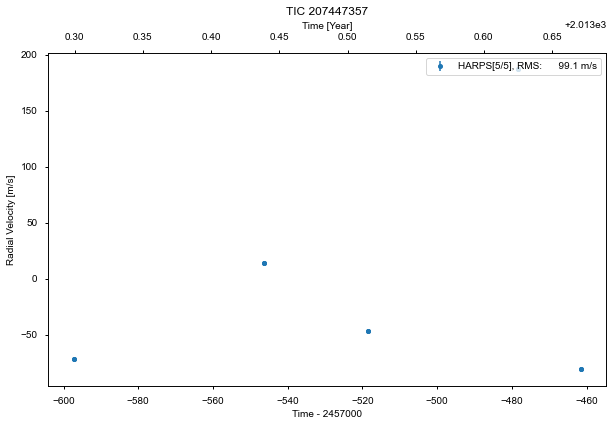 TIC 207447357
Time [Year]
+2.013e3
0.30 0.35 0.40 0.45 0.50 0.55 0.60 0.65
HARPS[5/5], RMS: 99.1 m/s
200
150
100
50
0
−50
Radial Velocity [m/s]
−600 −580 −560 −540 −520 −500 −480 −460
Time - 2457000